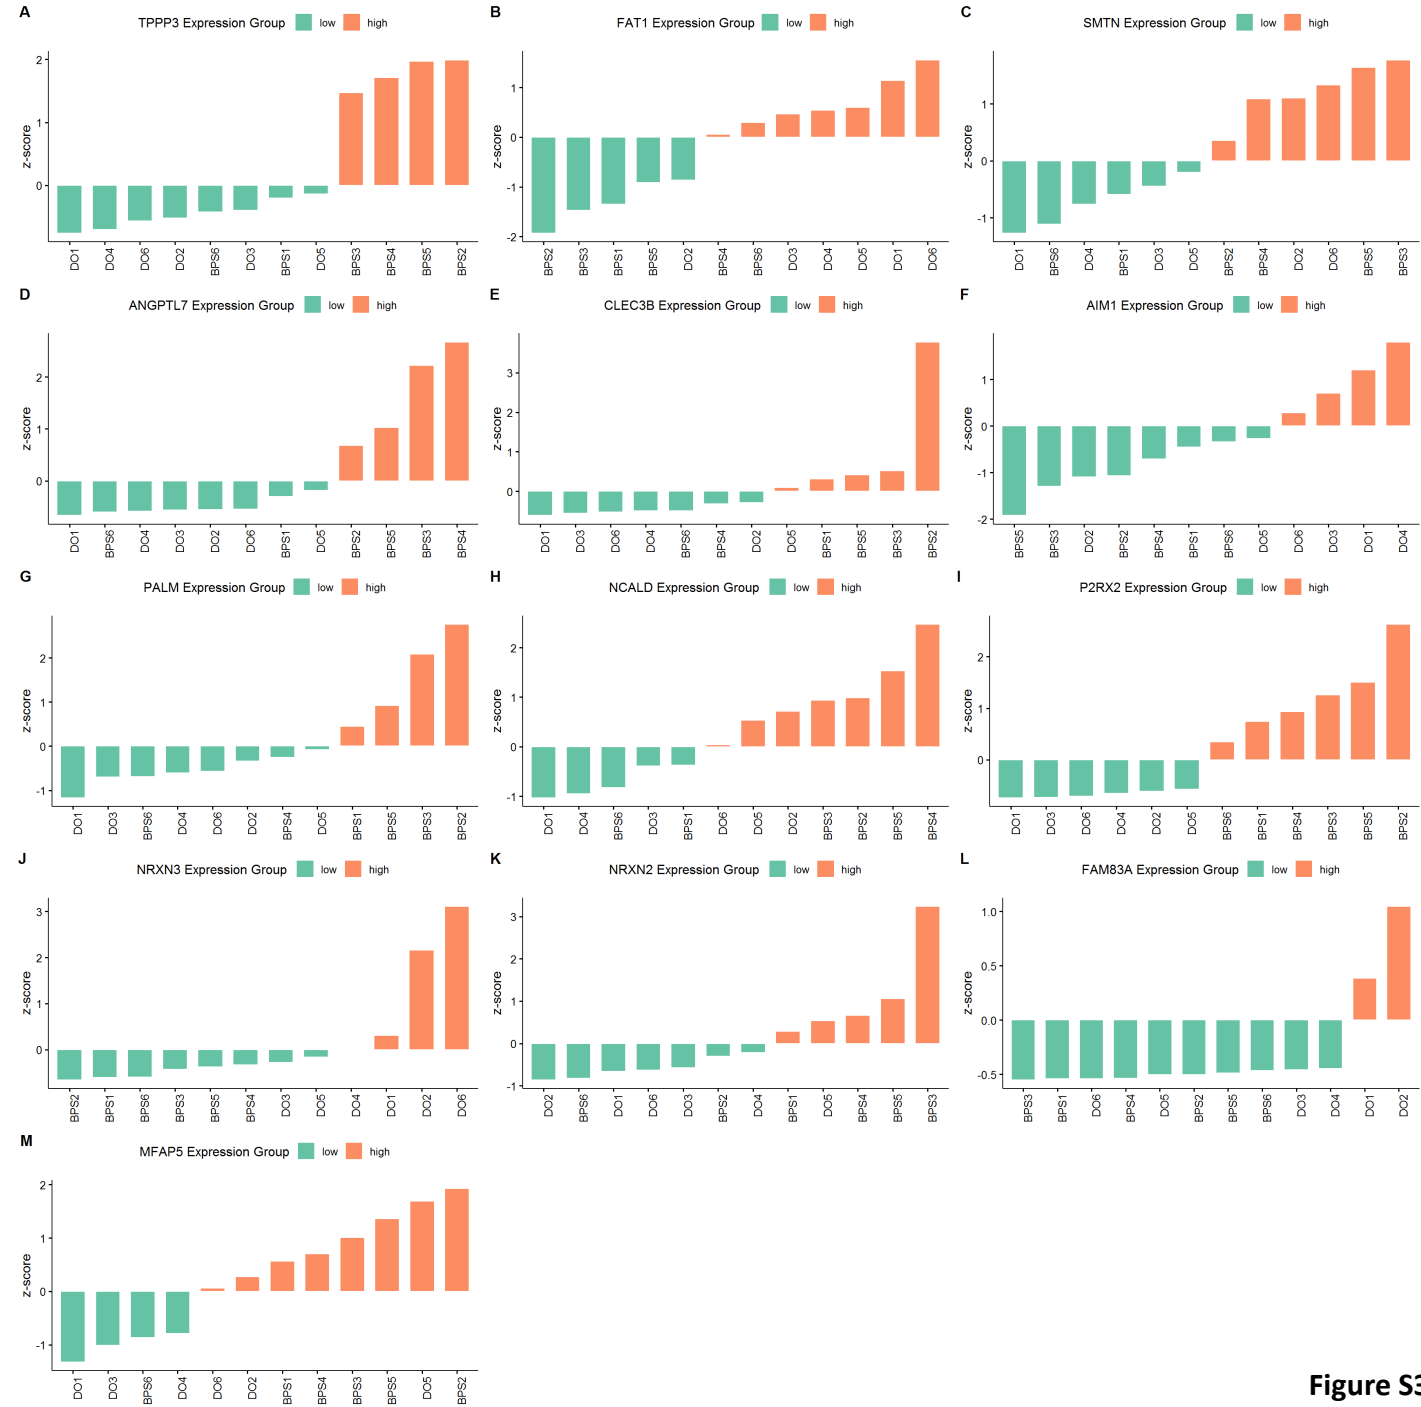 A
TPPP3 Expression Group low high
z-score
2
1
0
DO1 DO4 DO6 DO2 BPS6 DO3 BPS1 DO5 BPS3 BPS4 BPS5 BPS2
B
FAT1 Expression Group low high
z-score
1
0
-1
-2
BPS2 BPS3 BPS1 BPS5 DO2 BPS4 BPS6 DO3 DO4 DO5 DO1 DO6
C
SMTN Expression Group low high
z-score
1
0
-1
DO1 BPS6 DO4 BPS1 DO3 DO5 BPS2 BPS4 DO2 DO6 BPS5 BPS3
D
ANGPTL7 Expression Group low high
z-score
2
1
0
DO1 BPS6 DO4 DO3 DO2 DO6 BPS1 DO5 BPS2 BPS5 BPS3 BPS4
E
CLEC3B Expression Group low high
z-score
3
2
1
0
DO1 DO3 DO6 DO4 BPS6 BPS4 DO2 DO5 BPS1 BPS5 BPS3 BPS2
F
AIM1 Expression Group low high
z-score
1
0
-1
-2
BPS5 BPS3 DO2 BPS2 BPS4 BPS1 BPS6 DO5 DO6 DO3 DO1 DO4
G
PALM Expression Group low high
z-score
2
1
0
-1
DO1 DO3 BPS6 DO4 DO6 DO2 BPS4 DO5 BPS1 BPS5 BPS3 BPS2
H
NCALD Expression Group low high
z-score
2
1
0
-1
DO1 DO4 BPS6 DO3 BPS1 DO6 DO5 DO2 BPS3 BPS2 BPS5 BPS4
I
P2RX2 Expression Group low high
z-score
2
1
0
DO1 DO3 DO6 DO4 DO2 DO5 BPS6 BPS1 BPS4 BPS3 BPS5 BPS2
J
NRXN3 Expression Group low high
z-score
3
2
1
0
BPS2 BPS1 BPS6 BPS3 BPS5 BPS4 DO3 DO5 DO4 DO1 DO2 DO6
K
NRXN2 Expression Group low high
z-score
3
2
1
0
-1
DO2 BPS6 DO1 DO6 DO3 BPS2 DO4 BPS1 DO5 BPS4 BPS5 BPS3
L
FAM83A Expression Group low high
z-score
1.0
0.5
0.0
-0.5
BPS3 BPS1 DO6 BPS4 DO5 BPS2 BPS5 BPS6 DO3 DO4 DO1 DO2
M
MFAP5 Expression Group low high
z-score
2
1
0
-1
DO1 DO3 BPS6 DO4 DO6 DO2 BPS1 BPS4 BPS3 BPS5 DO5 BPS2
Figure S3